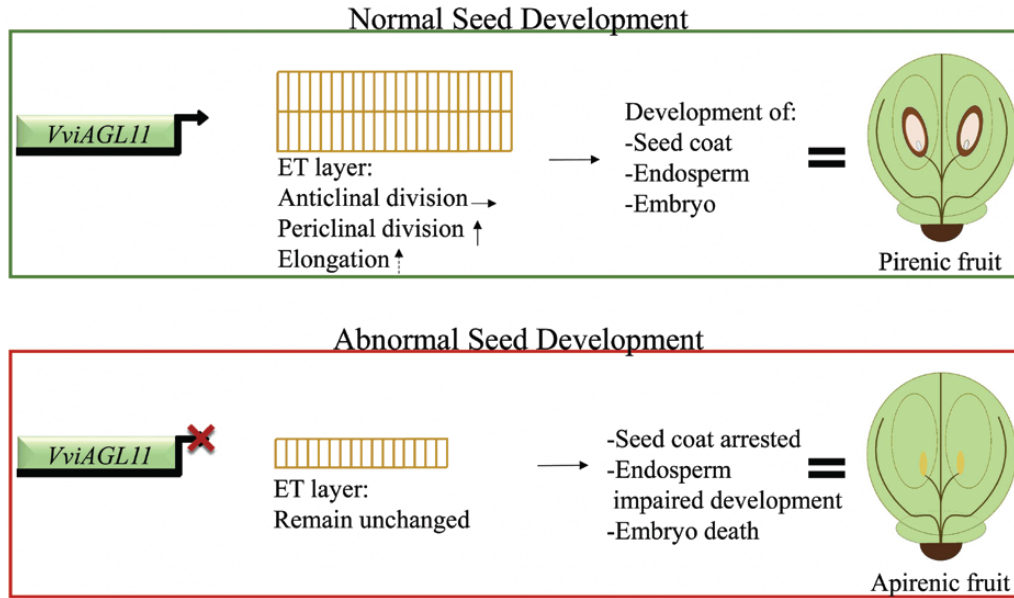 Normal Seed Development
VviAGL11
ET layer:
Anticlinal division
Periclinal division
Elongation
Development of:
-Seed coat
-Endosperm
-Embryo
=
Pirenic fruit
Abnormal Seed Development
VviAGL11
ET layer:
Remain unchanged
-Seed coat arrested
-Endosperm
impaired development
-Embryo death
=
Apirenic fruit